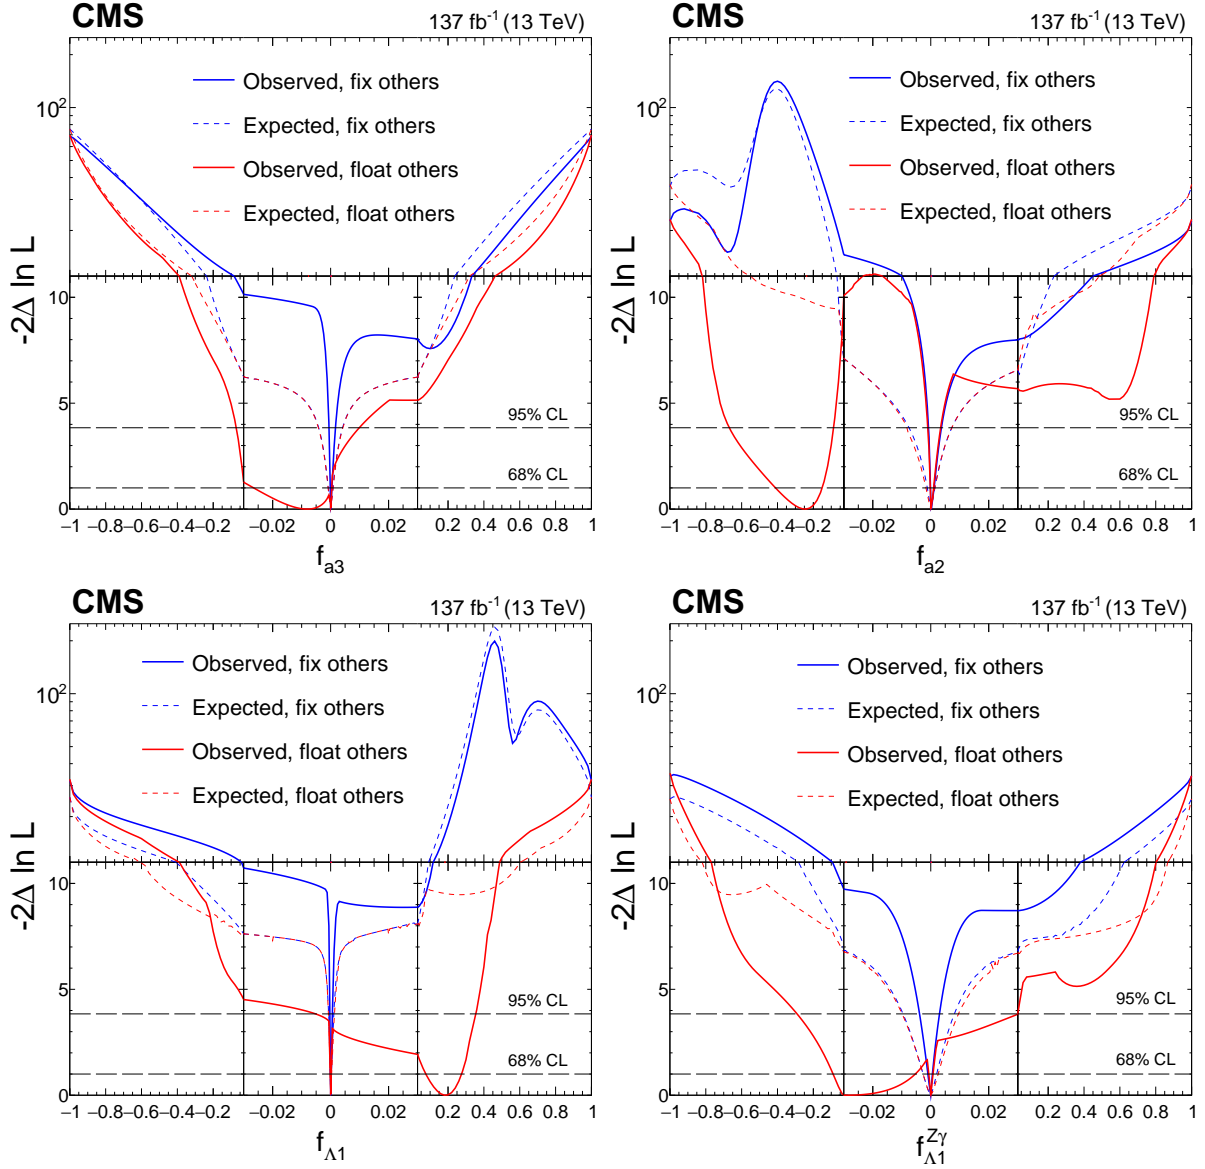 CMS 137 fb⁻¹ (13 TeV)
10²
Observed, fix others
Expected, fix others
Observed, float others
Expected, float others
-2Δ ln L
10
5
95% CL
68% CL
0
−1 −0.8 −0.6 −0.4 −0.2 −0.02 0 0.02 0.2 0.4 0.6 0.8 1
f_a3
CMS 137 fb⁻¹ (13 TeV)
10²
Observed, fix others
Expected, fix others
Observed, float others
Expected, float others
-2Δ ln L
10
5
95% CL
68% CL
0
−1 −0.8 −0.6 −0.4 −0.2 −0.02 0 0.02 0.2 0.4 0.6 0.8 1
f_a2
CMS 137 fb⁻¹ (13 TeV)
10²
Observed, fix others
Expected, fix others
Observed, float others
Expected, float others
-2Δ ln L
10
5
95% CL
68% CL
0
−1 −0.8 −0.6 −0.4 −0.2 −0.02 0 0.02 0.2 0.4 0.6 0.8 1
f_Λ1
CMS 137 fb⁻¹ (13 TeV)
10²
Observed, fix others
Expected, fix others
Observed, float others
Expected, float others
-2Δ ln L
10
5
95% CL
68% CL
0
−1 −0.8 −0.6 −0.4 −0.2 −0.02 0 0.02 0.2 0.4 0.6 0.8 1
f_Λ1^Zγ